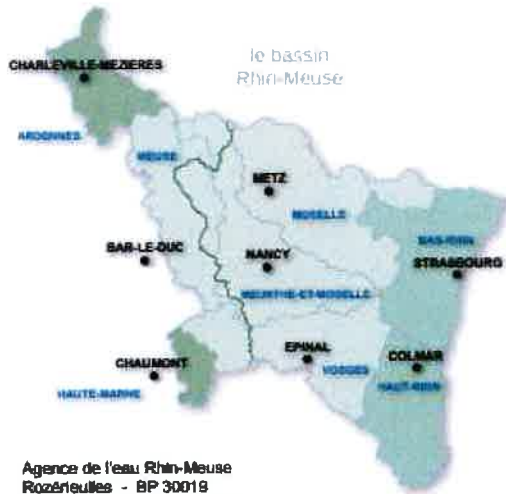 le bassin
Rhin-Meuse
CHARLEVILLE-MEZIERES
ARDENNES
MEUSE
METZ
MOSELLE
BAS-RHIN
BAR-LE-DUC
NANCY
STRASBOURG
MEURTHE-ET-MOSELLE
CHAUMONT
EPINAL
COLMAR
VOSGES
HAUT-RHIN
HAUTE-MARNE
Agence de l'eau Rhin-Meuse
Rozérieulles - BP 30019